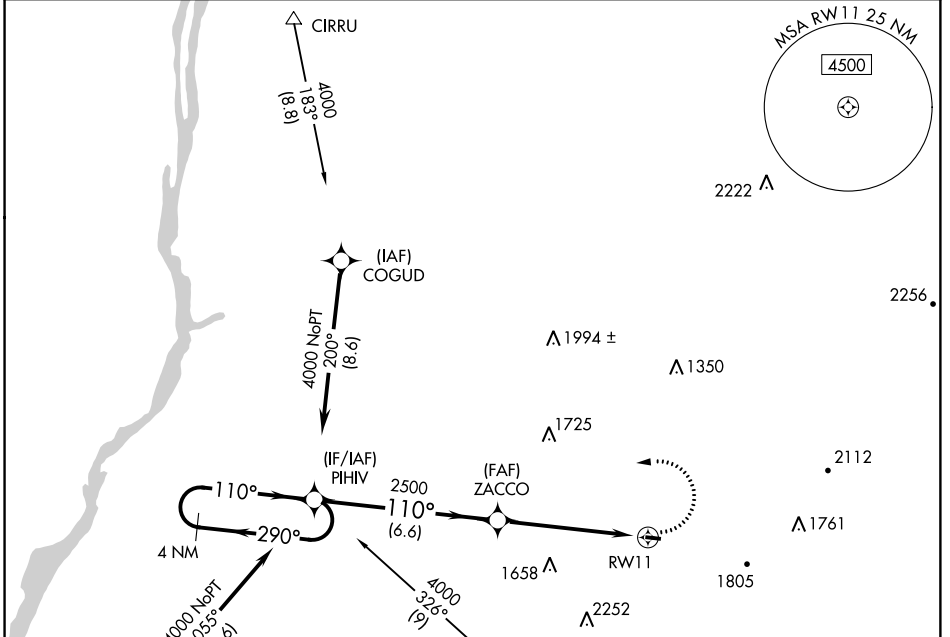 CIRRU
4000
183°
(8.8)
MSA RW11 25 NM
4500
2222
(IAF)
COGUD
2256
4000 NoPT
200°
(8.6)
1994 ±
1350
1725
(IF/IAF)
PIHIV
2500
110°
(6.6)
(FAF)
ZACCO
2112
110°
290°
4 NM
1761
RW11
1658
1805
4000
326°
(9)
2252
NoPT